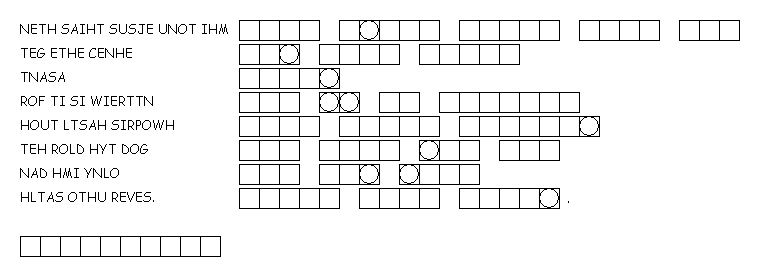 NETH SAIHT SUSJE UNOT IHM
TEG ETHE CENHE
TNASA
ROF TI SI WIERTTN
HOUT LTSAH SIRPOWH
TEH ROLD HYT DOG
NAD HMI YNLO
HLTAS OTHU REVES. .